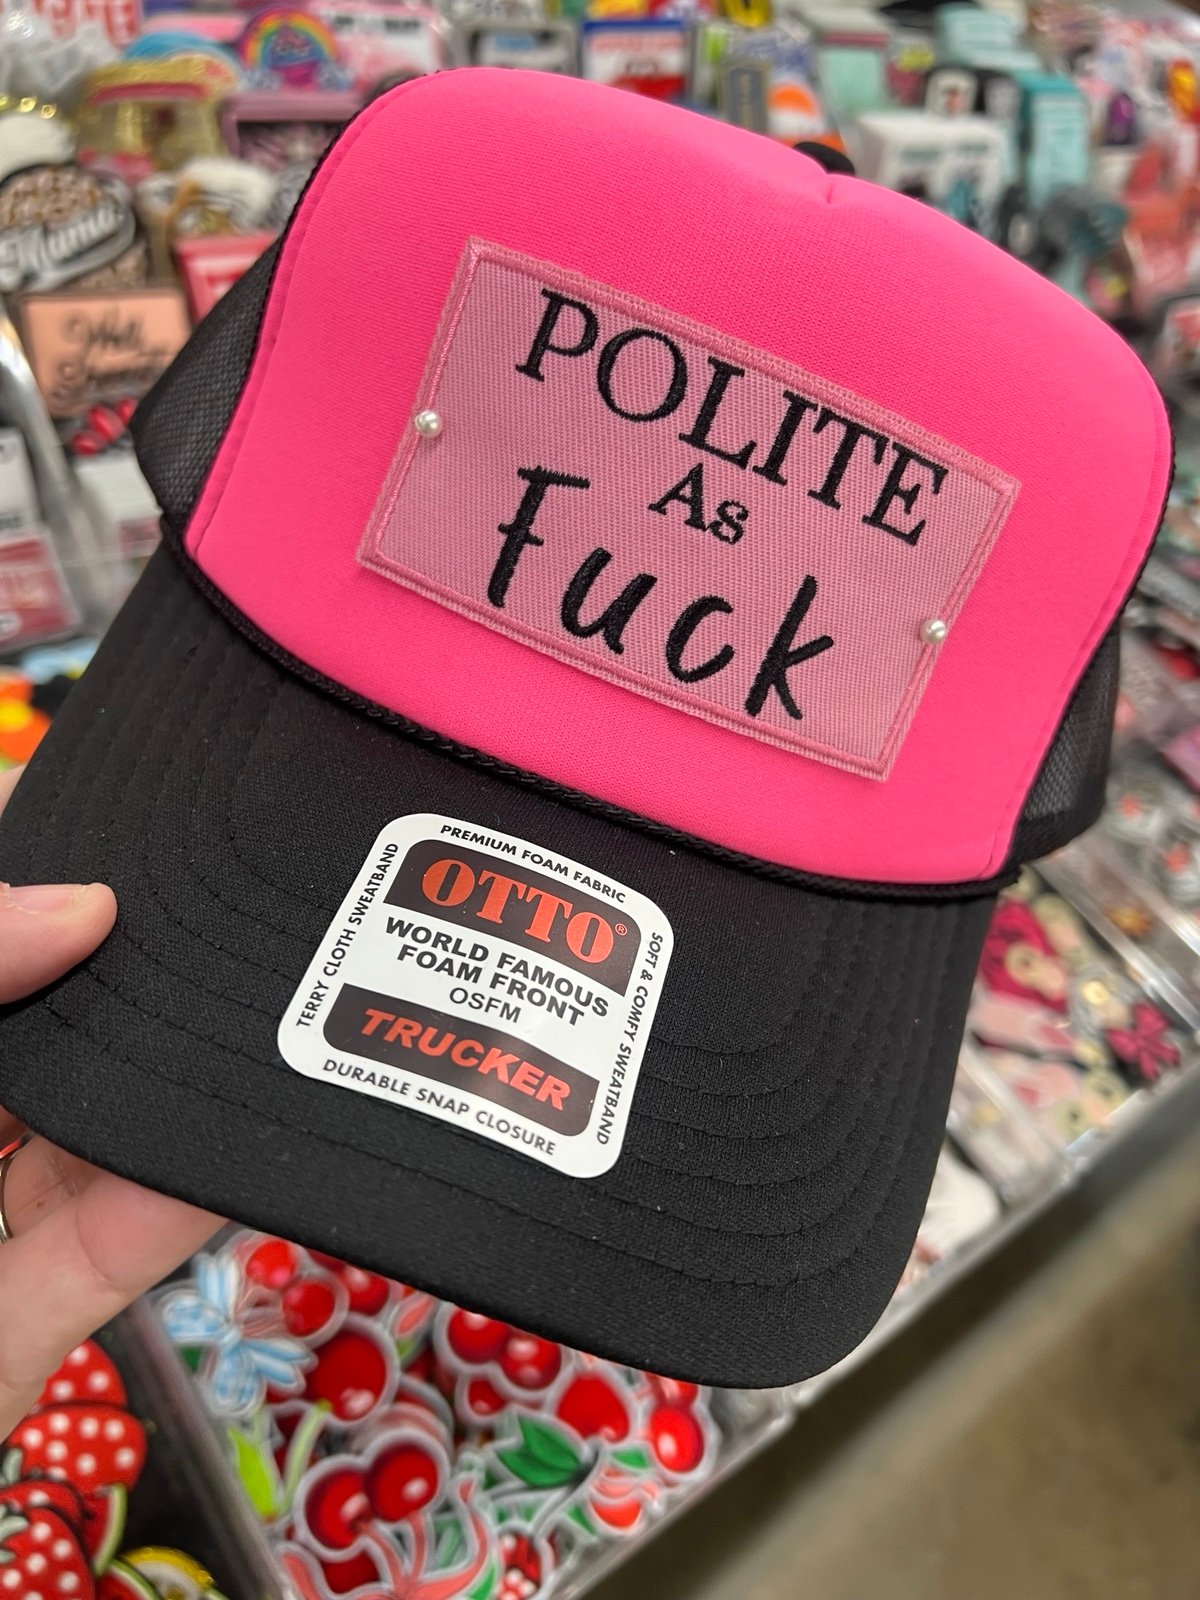 POLITE
As
Fuck
PREMIUM FOAM FABRIC
TERRY CLOTH SWEATBAND
OTTO®
WORLD FAMOUS
FOAM FRONT
OSFM
TRUCKER
SOFT & COMFY SWEATBAND
DURABLE SNAP CLOSURE
Mama